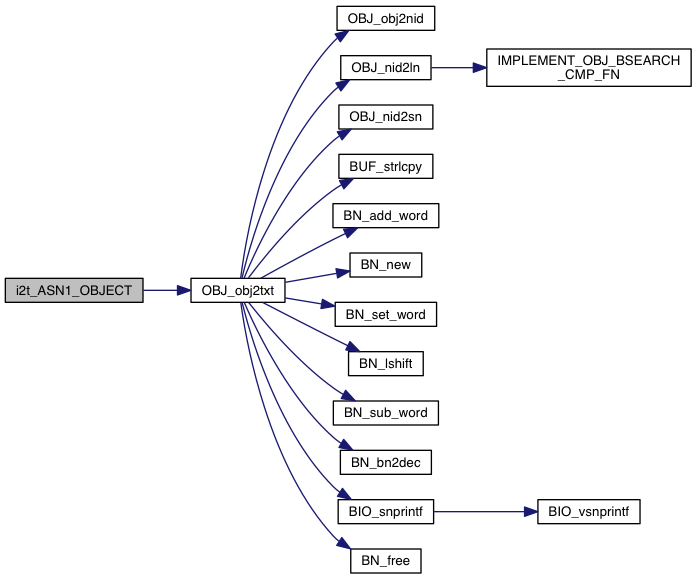 OBJ_obj2nid
OBJ_nid2ln
IMPLEMENT_OBJ_BSEARCH
_CMP_FN
OBJ_nid2sn
BUF_strlcpy
BN_add_word
BN_new
i2t_ASN1_OBJECT
OBJ_obj2txt
BN_set_word
BN_lshift
BN_sub_word
BN_bn2dec
BIO_snprintf
BIO_vsnprintf
BN_free